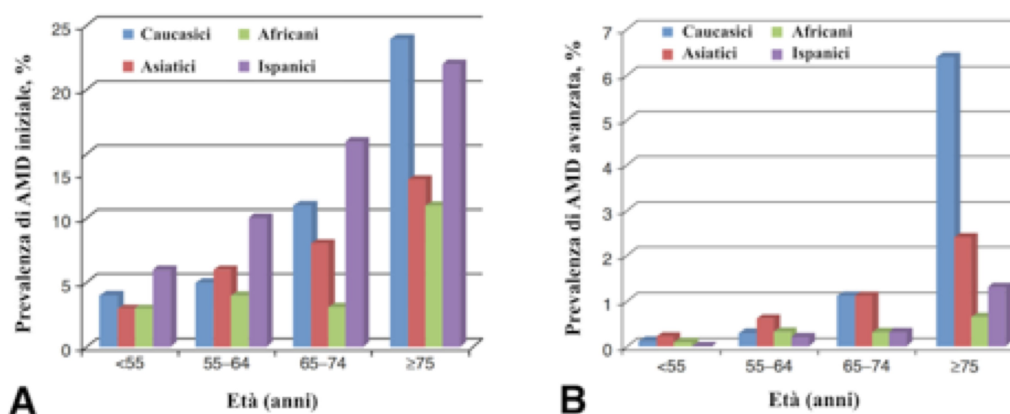 Prevalenza di AMD iniziale, %
25
20
15
10
5
0
Caucasici Africani
Asiatici Ispanici
<55 55–64 65–74 ≥75
Età (anni)
A
Prevalenza di AMD avanzata, %
7
6
5
4
3
2
1
0
Caucasici Africani
Asiatici Ispanici
<55 55–64 65–74 ≥75
Età (anni)
B